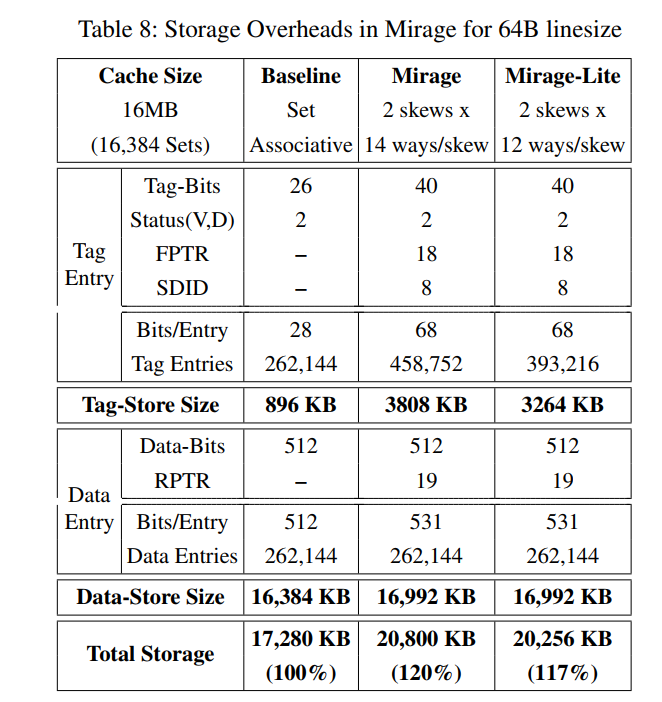 Table 8: Storage Overheads in Mirage for 64B linesize
Cache Size Baseline Mirage Mirage-Lite
16MB Set 2 skews x 2 skews x
(16,384 Sets) Associative 14 ways/skew 12 ways/skew
Tag-Bits 26 40 40
Status(V,D) 2 2 2
Tag FPTR – 18 18
Entry SDID – 8 8
Bits/Entry 28 68 68
Tag Entries 262,144 458,752 393,216
Tag-Store Size 896 KB 3808 KB 3264 KB
Data-Bits 512 512 512
Data RPTR – 19 19
Entry Bits/Entry 512 531 531
Data Entries 262,144 262,144 262,144
Data-Store Size 16,384 KB 16,992 KB 16,992 KB
Total Storage 17,280 KB 20,800 KB 20,256 KB
(100%) (120%) (117%)